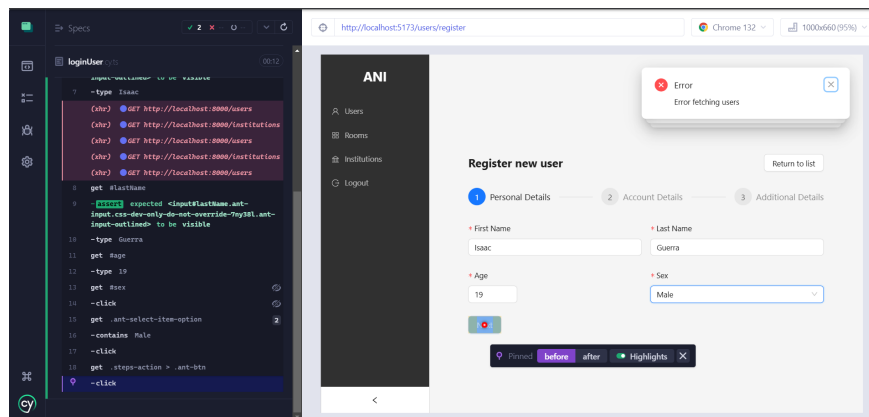 Specs
2
loginUser .cy.ts
00:12
input-outlined> to be visible
7 -type Isaac
(xhr) GET http://localhost:8000/users
(xhr) GET http://localhost:8000/institutions
(xhr) GET http://localhost:8000/users
(xhr) GET http://localhost:8000/institutions
(xhr) GET http://localhost:8000/users
8 get #lastName
9 -assert expected <input#lastName.ant-
input.css-dev-only-do-not-override-7ny38l.ant-
input-outlined> to be visible
10 -type Guerra
11 get #age
12 -type 19
13 get #sex
14 -click
15 get .ant-select-item-option 2
16 -contains Male
17 -click
18 get .steps-action > .ant-btn
-click
cy
http://localhost:5173/users/register
Chrome 132
1000x660 (95%)
ANI
Users
Rooms
Institutions
Logout
Error
Error fetching users
Register new user
Return to list
1 Personal Details
2 Account Details
3 Additional Details
* First Name
* Last Name
Isaac
Guerra
* Age
* Sex
19
Male
Pinned before after Highlights